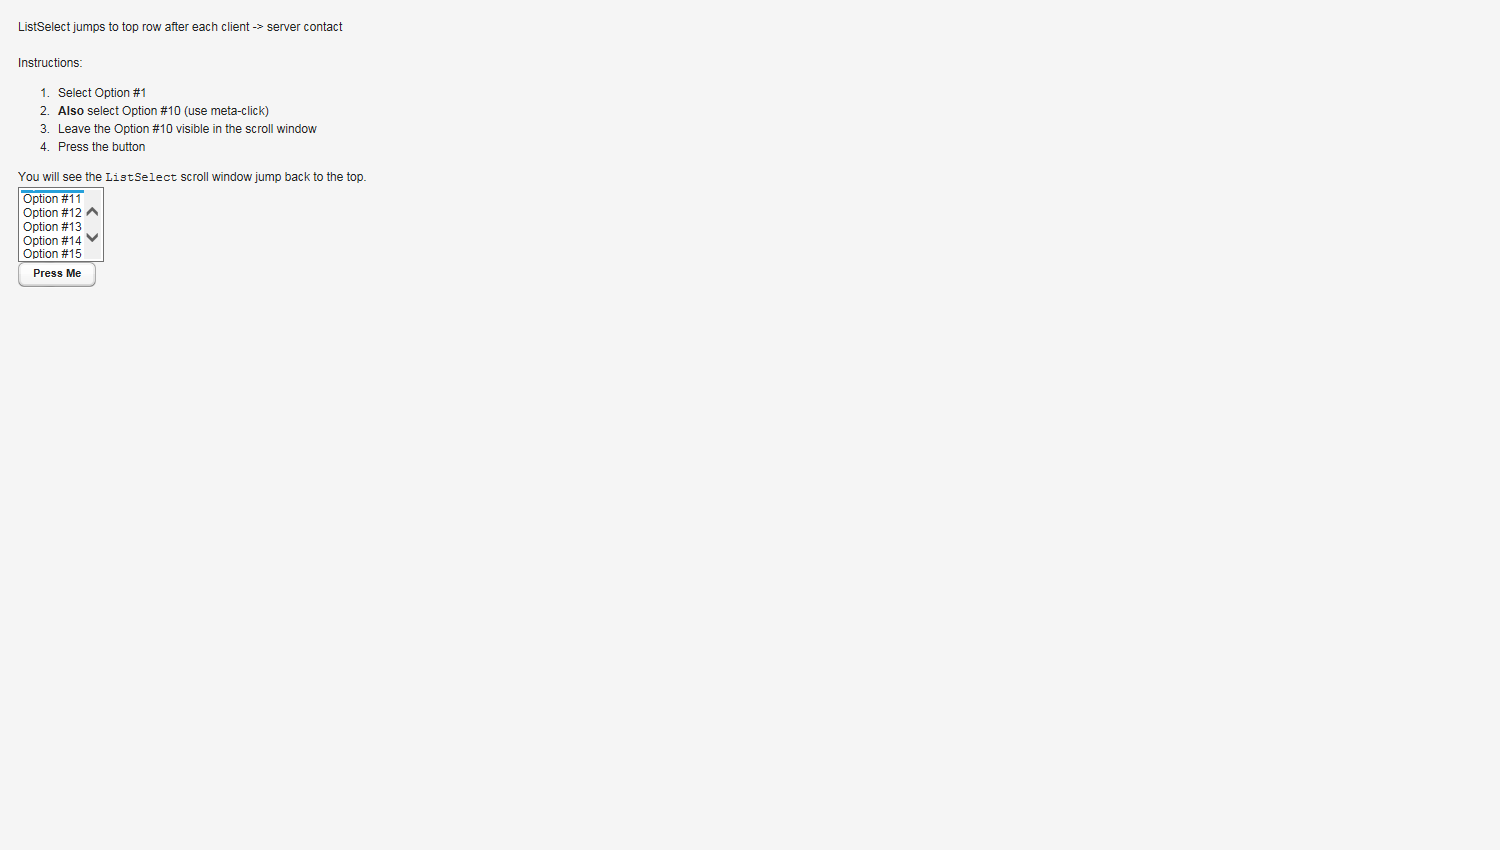 ListSelect jumps to top row after each client -> server contact
Instructions:
1. Select Option #1
2. Also select Option #10 (use meta-click)
3. Leave the Option #10 visible in the scroll window
4. Press the button
You will see the ListSelect scroll window jump back to the top.
Option #11
Option #12
Option #13
Option #14
Option #15
Press Me